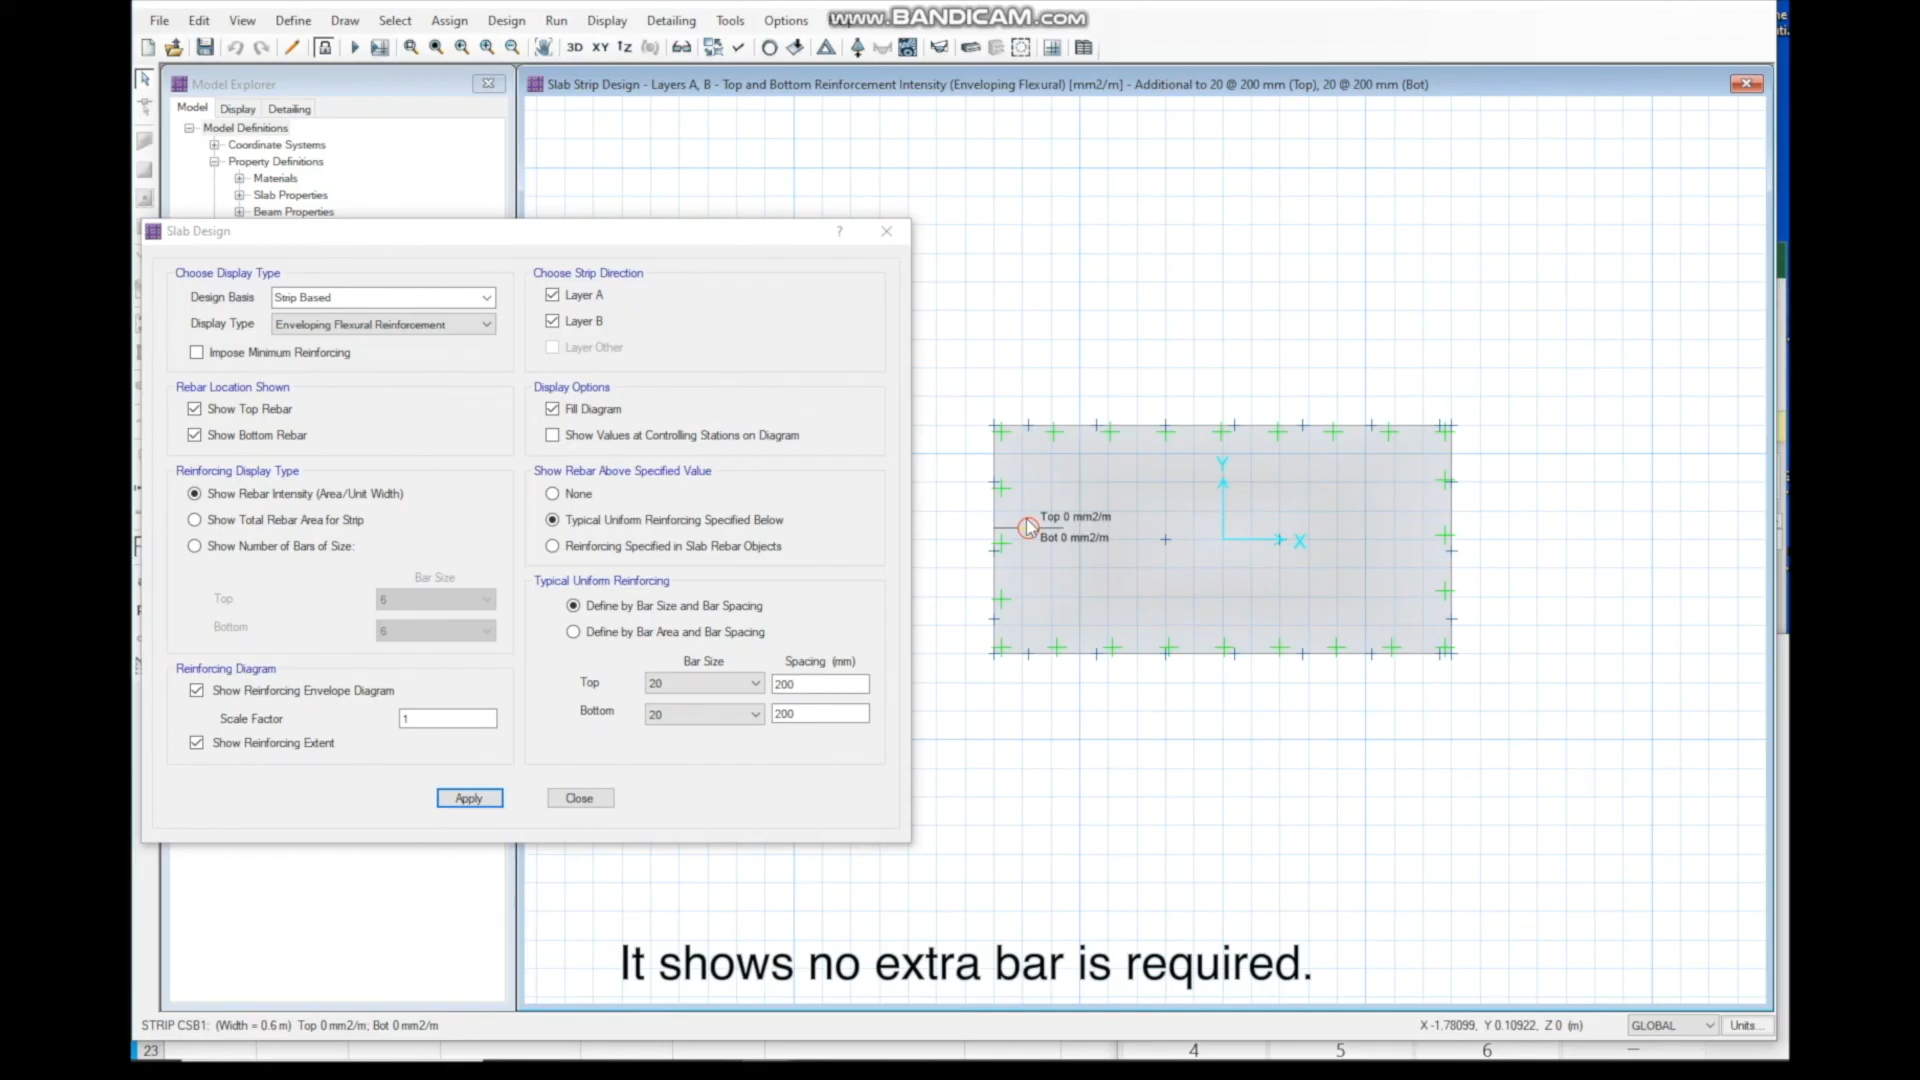 File Edit View Define Draw Select Assign Design Run Display Detailing Tools Options
www.BANDICAM.com
3D XY
Model Explorer
Slab Strip Design - Layers A, B - Top and Bottom Reinforcement Intensity (Enveloping Flexural) [mm2/m] - Additional to 20 @ 200 mm (Top), 20 @ 200 mm (Bot)
Model Display Detailing
Model Definitions
Coordinate Systems
Property Definitions
Materials
Slab Properties
Beam Properties
Slab Design ?
Choose Display Type
Design Basis Strip Based
Display Type Enveloping Flexural Reinforcement
Impose Minimum Reinforcing
Rebar Location Shown
Show Top Rebar
Show Bottom Rebar
Reinforcing Display Type
Show Rebar Intensity (Area/Unit Width)
Show Total Rebar Area for Strip
Show Number of Bars of Size:
Bar Size
Top 6
Bottom 6
Reinforcing Diagram
Show Reinforcing Envelope Diagram
Scale Factor 1
Show Reinforcing Extent
Choose Strip Direction
Layer A
Layer B
Layer Other
Display Options
Fill Diagram
Show Values at Controlling Stations on Diagram
Show Rebar Above Specified Value
None
Typical Uniform Reinforcing Specified Below
Reinforcing Specified in Slab Rebar Objects
Typical Uniform Reinforcing
Define by Bar Size and Bar Spacing
Define by Bar Area and Bar Spacing
Bar Size Spacing (mm)
Top 20 200
Bottom 20 200
Apply Close
Y
Top 0 mm2/m
Bot 0 mm2/m
X
It shows no extra bar is required.
STRIP CSB1: (Width = 0.6 m) Top 0 mm2/m; Bot 0 mm2/m
X -1.78099, Y 0.10922, Z 0 (m)
GLOBAL
Units...
23 4 5 6